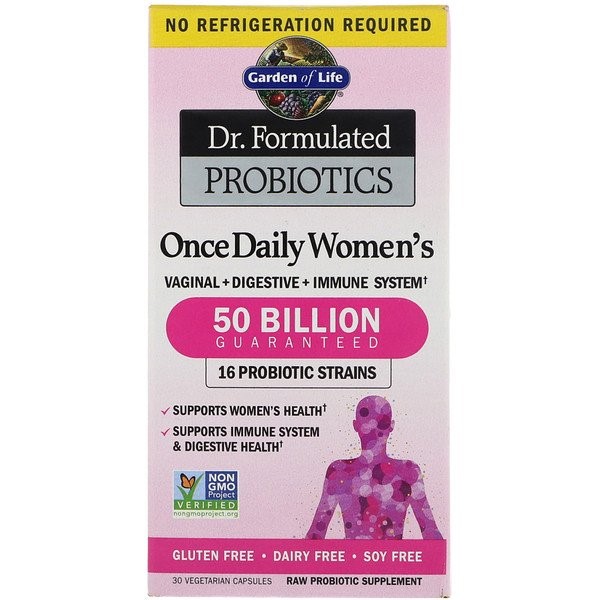 NO REFRIGERATION REQUIRED
Garden of Life®
Dr. Formulated
PROBIOTICS
Once Daily Women's
VAGINAL + DIGESTIVE + IMMUNE SYSTEM†
50 BILLION
GUARANTEED
16 PROBIOTIC STRAINS
✓ SUPPORTS WOMEN'S HEALTH†
✓ SUPPORTS IMMUNE SYSTEM
& DIGESTIVE HEALTH†
NON
GMO
Project
VERIFIED
nongmoproject.org
GLUTEN FREE • DAIRY FREE • SOY FREE
30 VEGETARIAN CAPSULES RAW PROBIOTIC SUPPLEMENT